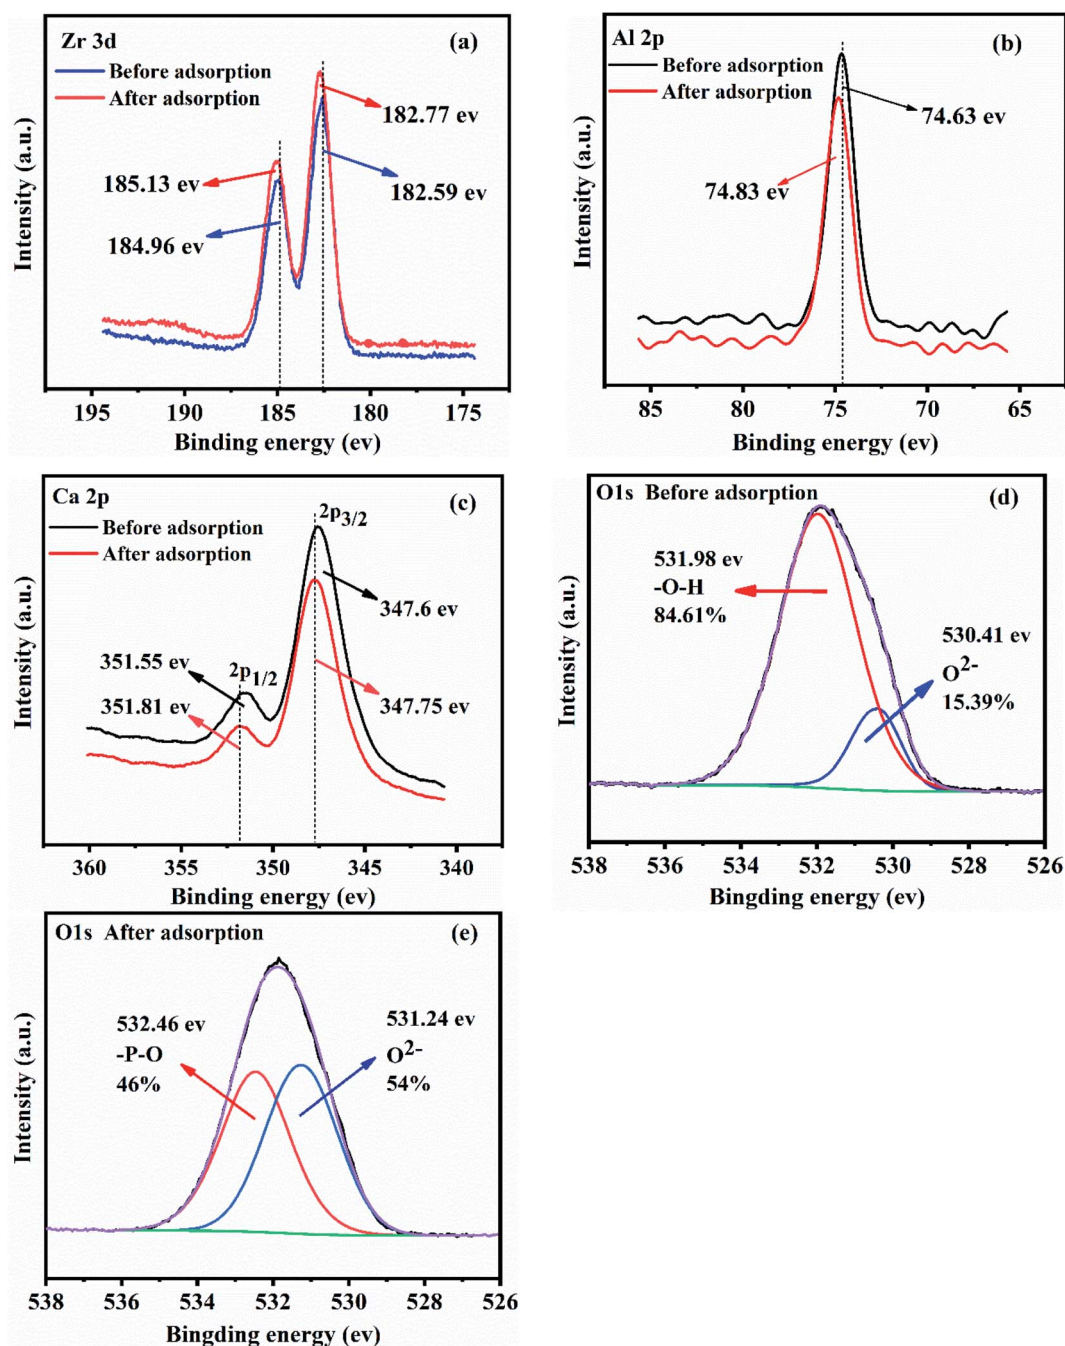 Zr 3d
(a)
Before adsorption
After adsorption
182.77 ev
185.13 ev
182.59 ev
184.96 ev
Intensity (a.u.)
195 190 185 180 175
Binding energy (ev)
Al 2p
(b)
Before adsorption
After adsorption
74.63 ev
74.83 ev
Intensity (a.u.)
85 80 75 70 65
Binding energy (ev)
Ca 2p
(c)
2p3/2
Before adsorption
After adsorption
347.6 ev
351.55 ev
2p1/2
351.81 ev
347.75 ev
Intensity (a.u.)
360 355 350 345 340
Binding energy (ev)
O1s Before adsorption
(d)
531.98 ev
-O-H
84.61%
530.41 ev
O2-
15.39%
Intensity (a.u.)
538 536 534 532 530 528 526
Bingding energy (ev)
O1s After adsorption
(e)
532.46 ev
-P-O
46%
531.24 ev
O2-
54%
Intensity (a.u.)
538 536 534 532 530 528 526
Bingding energy (ev)